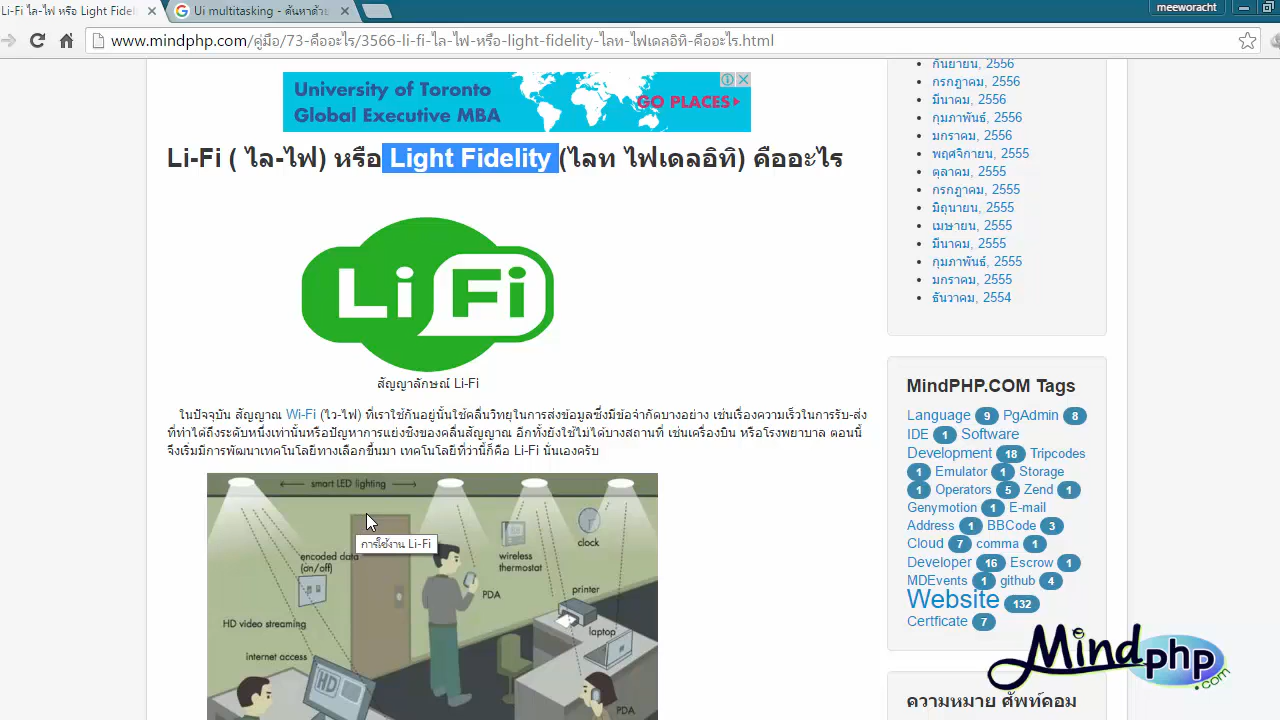 Li-Fi ไล-ไฟ หรือ Light Fidel
Ui multitasking - ค้นหาด้วย
meeworacht
www.mindphp.com/คู่มือ/73-คืออะไร/3566-li-fi-ไล-ไฟ-หรือ-light-fidelity-ไลท-ไฟเดลอิทิ-คืออะไร.html
University of Toronto
Global Executive MBA
GO PLACES
Li-Fi ( ไล-ไฟ) หรือ Light Fidelity (ไลท ไฟเดลอิทิ) คืออะไร
Li Fi
สัญญาลักษณ์ Li-Fi
ในปัจจุบัน สัญญาณ Wi-Fi (ไว-ไฟ) ที่เราใช้กันอยู่นั้นใช้คลื่นวิทยุในการส่งข้อมูลซึ่งมีข้อจำกัดบางอย่าง เช่นเรื่องความเร็วในการรับ-ส่ง
ที่ทำได้ถึงระดับหนึ่งเท่านั้นหรือปัญหาการแย่งชิงของคลื่นสัญญาณ อีกทั้งยังใช้ไม่ได้บางสถานที่ เช่นเครื่องบิน หรือโรงพยาบาล ตอนนี้
จึงเริ่มมีการพัฒนาเทคโนโลยีทางเลือกขึ้นมา เทคโนโลยีที่ว่านี้ก็คือ Li-Fi นั่นเองครับ
smart LED lighting
encoded data
(on/off)
การใช้งาน Li-Fi
wireless
thermostat
clock
PDA
printer
HD video streaming
laptop
internet access
HD
PDA
กันยายน, 2556
กรกฎาคม, 2556
มีนาคม, 2556
กุมภาพันธ์, 2556
มกราคม, 2556
พฤศจิกายน, 2555
ตุลาคม, 2555
กรกฎาคม, 2555
มิถุนายน, 2555
เมษายน, 2555
มีนาคม, 2555
กุมภาพันธ์, 2555
มกราคม, 2555
ธันวาคม, 2554
MindPHP.COM Tags
Language 9 PgAdmin 8
IDE 1 Software
Development 18 Tripcodes
1 Emulator 1 Storage
1 Operators 5 Zend 1
Genymotion 1 E-mail
Address 1 BBCode 3
Cloud 7 comma 1
Developer 16 Escrow 1
MDEvents 1 github 4
Website 132
Certficate 7
Mindphp.com
ความหมาย ศัพท์คอม